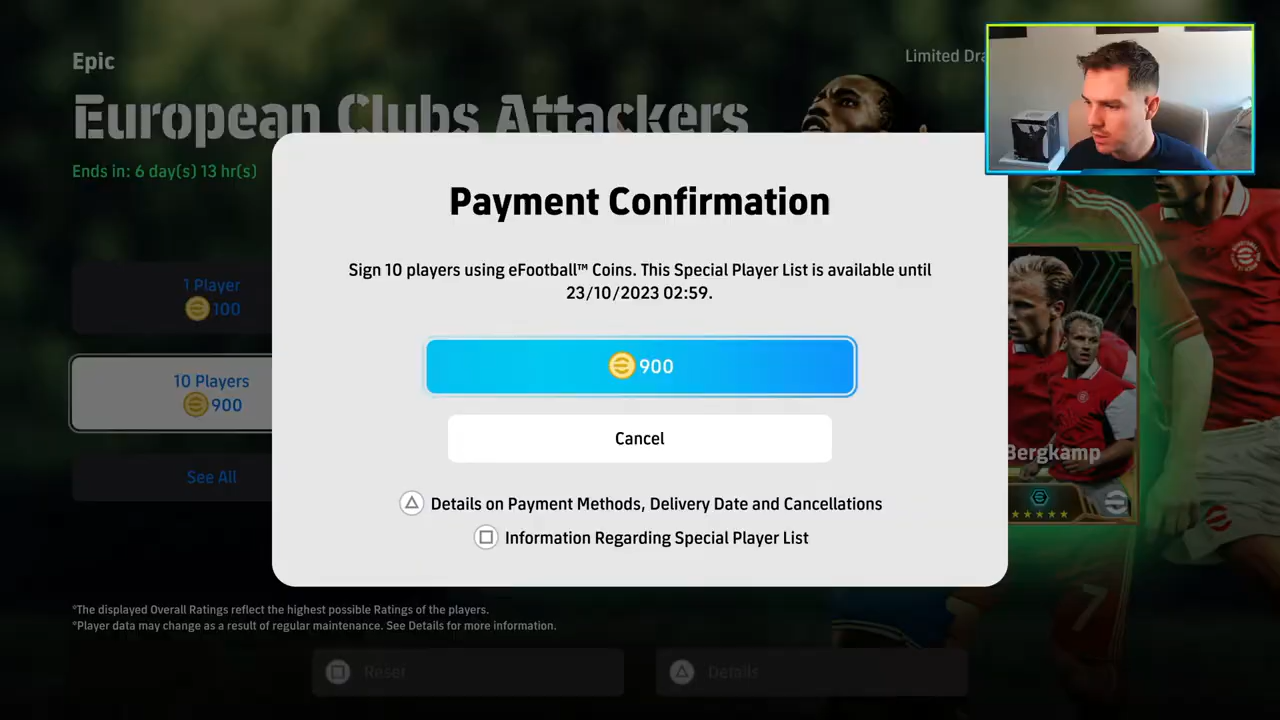 Epic
Limited Dra
European Clubs Attackers
Ends in: 6 day(s) 13 hr(s)
Payment Confirmation
Sign 10 players using eFootball™ Coins. This Special Player List is available until
23/10/2023 02:59.
1 Player
100
10 Players
900
See All
900
Cancel
Bergkamp
Details on Payment Methods, Delivery Date and Cancellations
Information Regarding Special Player List
*The displayed Overall Ratings reflect the highest possible Ratings of the players.
*Player data may change as a result of regular maintenance. See Details for more information.
Reset
Details
7